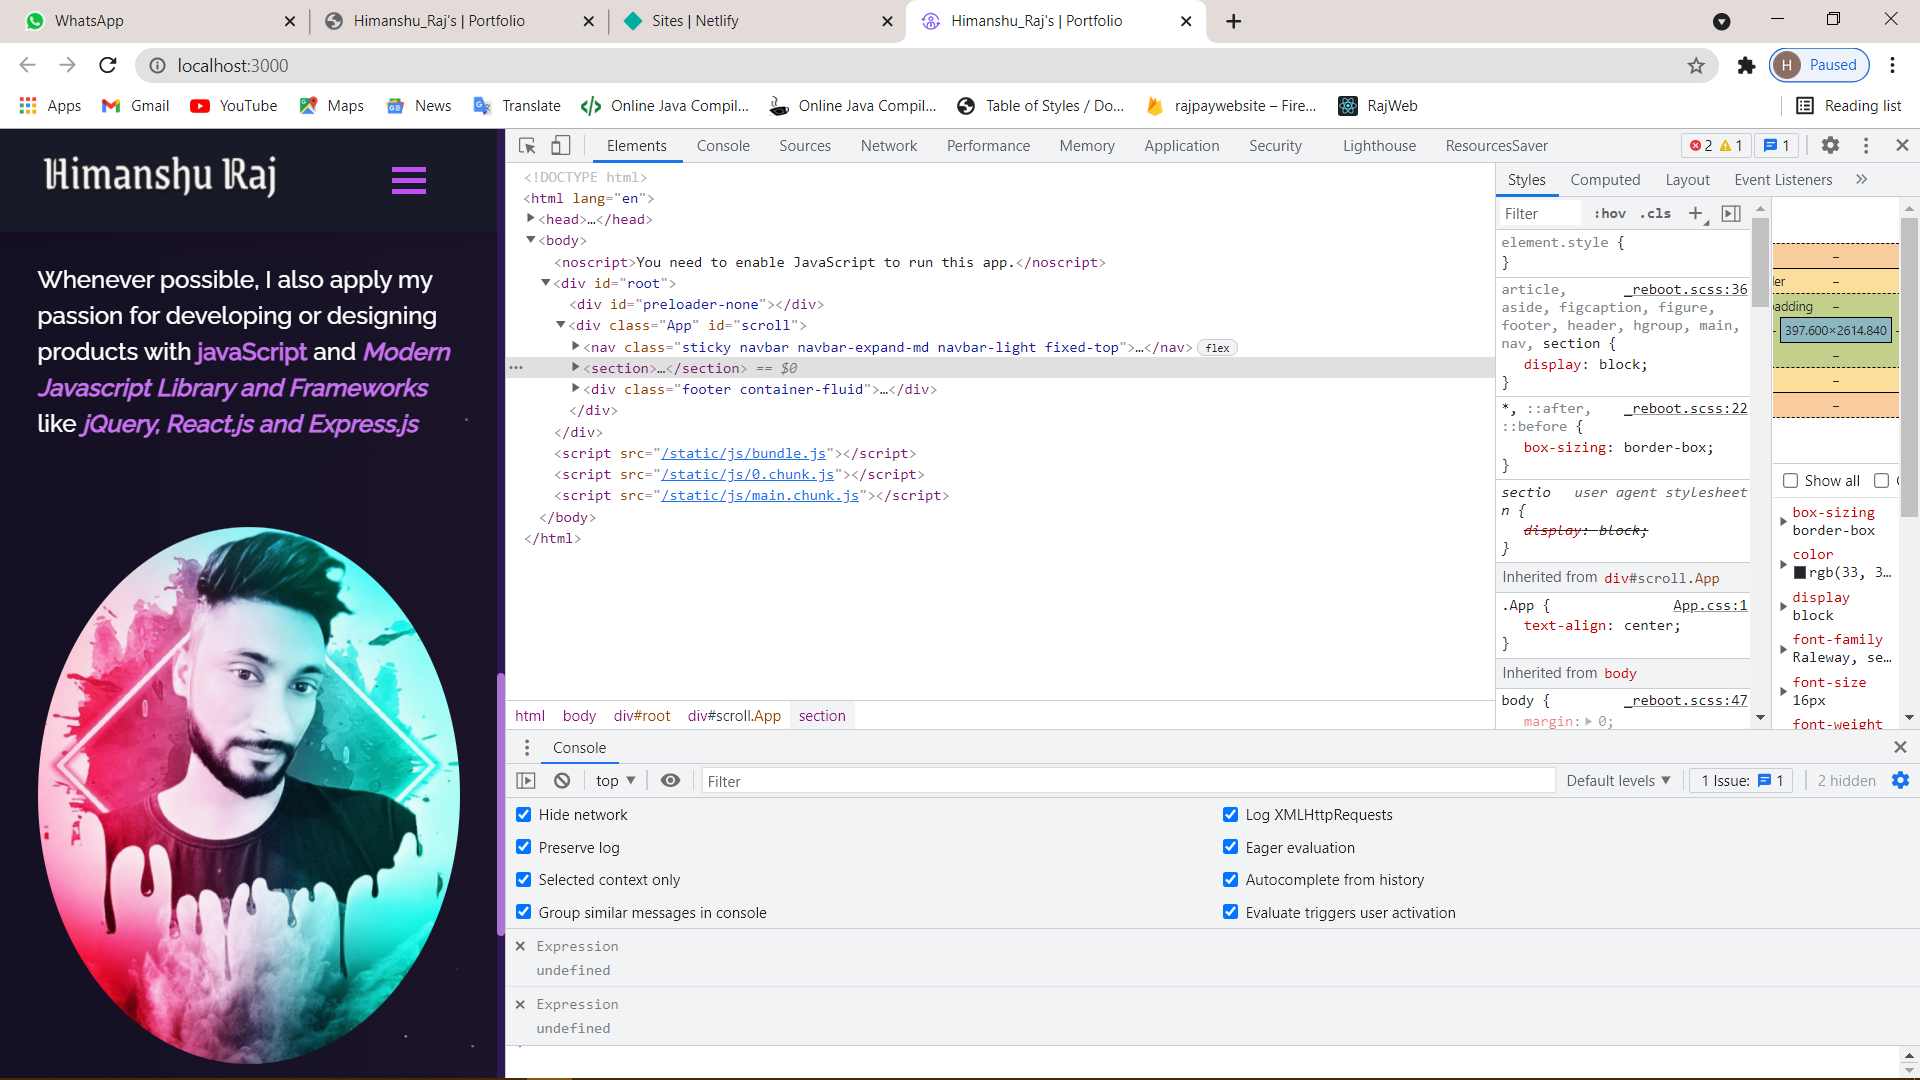 WhatsApp
Himanshu_Raj's | Portfolio
Sites | Netlify
Himanshu_Raj's | Portfolio
localhost:3000
H Paused
Apps
Gmail
YouTube
Maps
News
Translate
Online Java Compil...
Online Java Compil...
Table of Styles / Do...
rajpaywebsite – Fire...
RajWeb
Reading list
Himanshu Raj
Whenever possible, I also apply my
passion for developing or designing
products with javaScript and Modern
Javascript Library and Frameworks
like jQuery, React.js and Express.js
Elements Console Sources Network Performance Memory Application Security Lighthouse ResourcesSaver
2 1 1
<!DOCTYPE html>
<html lang="en">
<head>…</head>
<body>
<noscript>You need to enable JavaScript to run this app.</noscript>
<div id="root">
<div id="preloader-none"></div>
<div class="App" id="scroll">
<nav class="sticky navbar navbar-expand-md navbar-light fixed-top">…</nav> flex
<section>…</section> == $0
<div class="footer container-fluid">…</div>
</div>
</div>
<script src="/static/js/bundle.js"></script>
<script src="/static/js/0.chunk.js"></script>
<script src="/static/js/main.chunk.js"></script>
</body>
</html>
html body div#root div#scroll.App section
Styles Computed Layout Event Listeners »
Filter :hov .cls +
element.style {
}
article, _reboot.scss:36
aside, figcaption, figure,
footer, header, hgroup, main,
nav, section {
display: block;
}
*, ::after, _reboot.scss:22
::before {
box-sizing: border-box;
}
sectio user agent stylesheet
n {
display: block;
}
Inherited from div#scroll.App
.App { App.css:1
text-align: center;
}
Inherited from body
body { _reboot.scss:47
margin: 0;
–
er –
adding –
397.600×2614.840
–
–
–
Show all
box-sizing
border-box
color
rgb(33, 3…
display
block
font-family
Raleway, se…
font-size
16px
font-weight
Console
top ▼ Filter Default levels ▼ 1 Issue: 1 2 hidden
Hide network
Log XMLHttpRequests
Preserve log
Eager evaluation
Selected context only
Autocomplete from history
Group similar messages in console
Evaluate triggers user activation
Expression
undefined
Expression
undefined